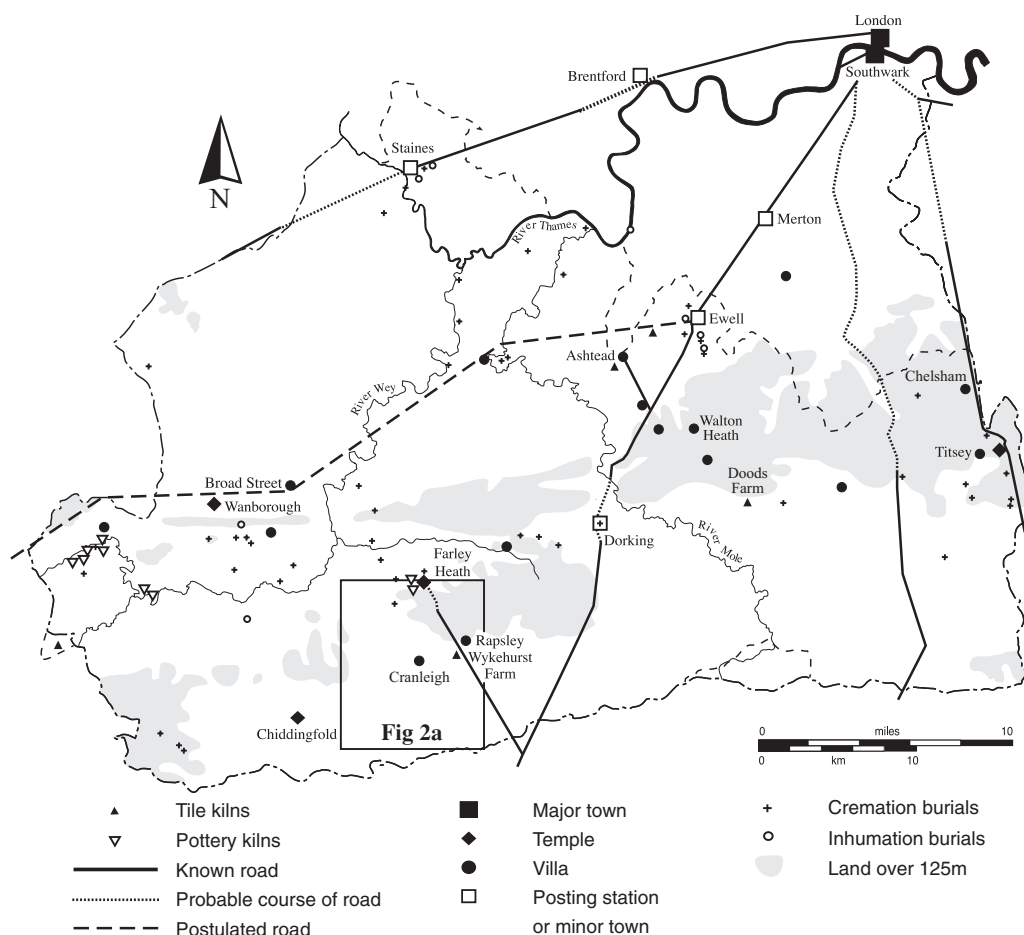 London
Brentford
Southwark
Staines
N
Merton
River Thames
Ewell
Ashtead
Chelsham
River Wey
Walton
Heath
Titsey
Doods
Farm
Broad Street
Wanborough
River Mole
Dorking
Farley
Heath
Rapsley
Wykehurst
Farm
Cranleigh
Chiddingfold
Fig 2a
0 miles 10
0 km 10
Tile kilns
Pottery kilns
Known road
Probable course of road
Postulated road
Major town
Temple
Villa
Posting station
or minor town
Cremation burials
Inhumation burials
Land over 125m